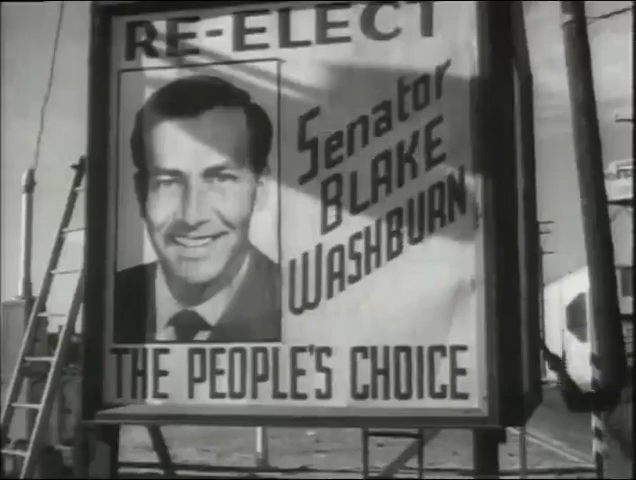 RE-ELECT
Senator
BLAKE
WASHBURN
THE PEOPLE'S CHOICE